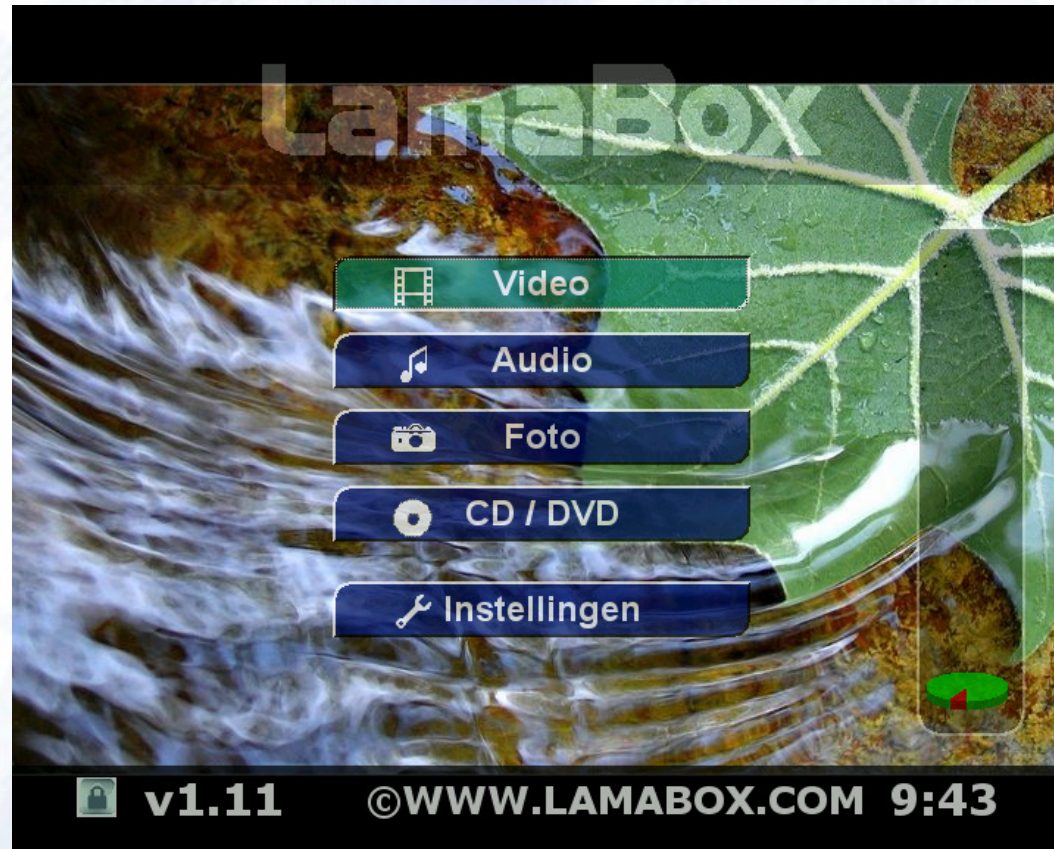 LamaBox
Video
Audio
Foto
CD / DVD
Instellingen
v1.11 ©WWW.LAMABOX.COM 9:43